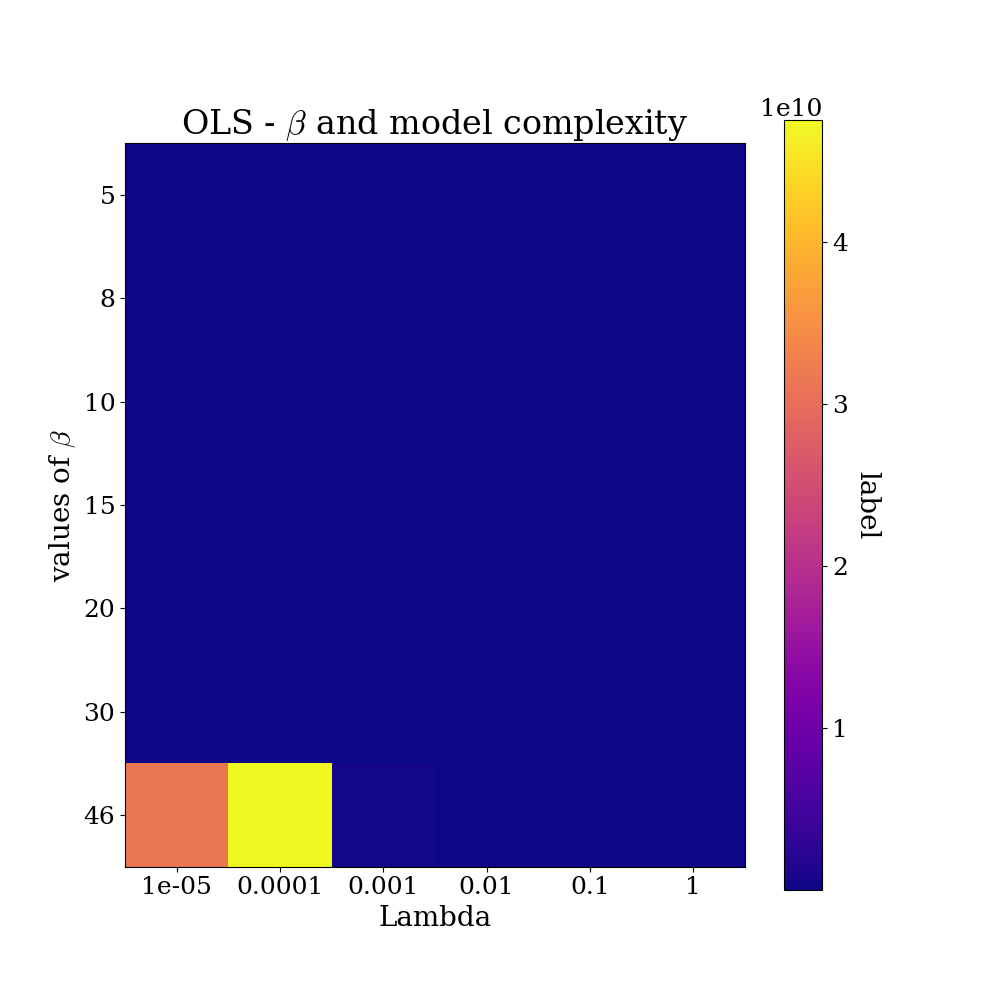 1e10
OLS - β and model complexity
5
8
10
15
20
30
46
values of β
1e-05 0.0001 0.001 0.01 0.1 1
Lambda
4
3
2
1
label